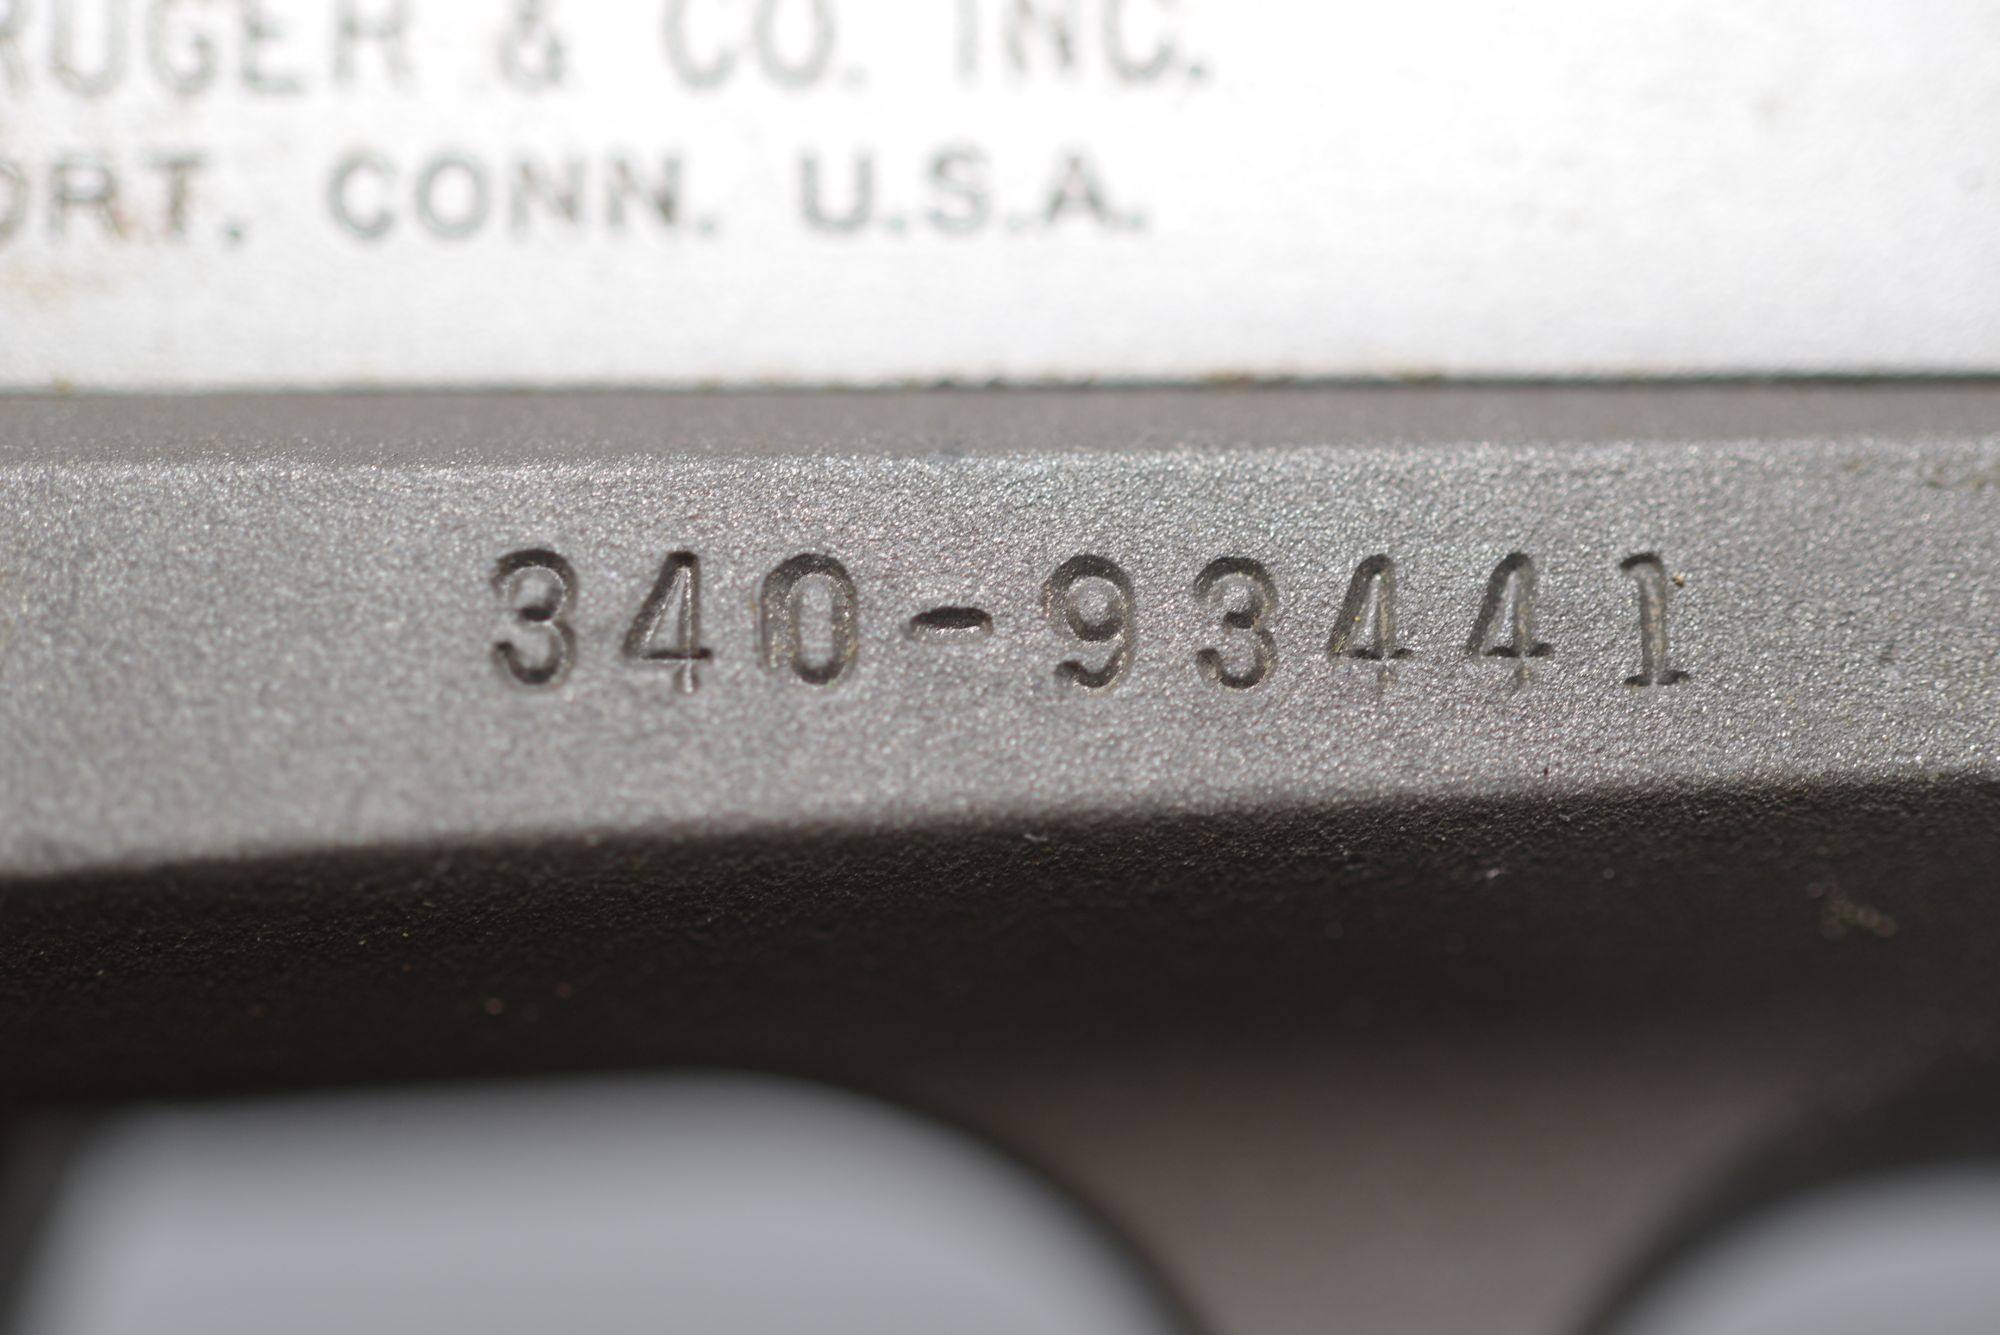 RUGER & CO. INC.
ORT, CONN. U.S.A.
340-93441